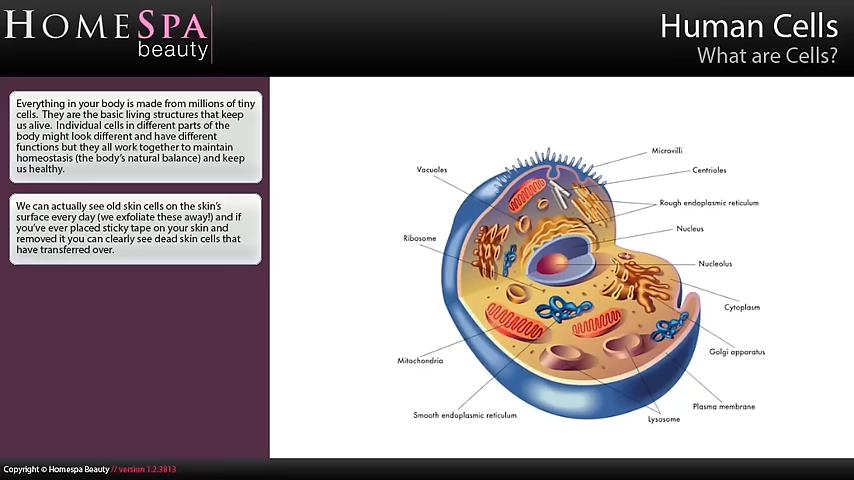 HOMESPA
beauty
Human Cells
What are Cells?
Everything in your body is made from millions of tiny
cells. They are the basic living structures that keep
us alive. Individual cells in different parts of the
body might look different and have different
functions but they all work together to maintain
homeostasis (the body's natural balance) and keep
us healthy.
We can actually see old skin cells on the skin's
surface every day (we exfoliate these away!) and if
you've ever placed sticky tape on your skin and
removed it you can clearly see dead skin cells that
have transferred over.
Microvilli
Vacuoles
Centrioles
Rough endoplasmic reticulum
Nucleus
Ribosome
Nucleolus
Cytoplasm
Golgi apparatus
Mitochondria
Plasma membrane
Smooth endoplasmic reticulum
Lysosome
Copyright © Homespa Beauty // version 1.2.3813